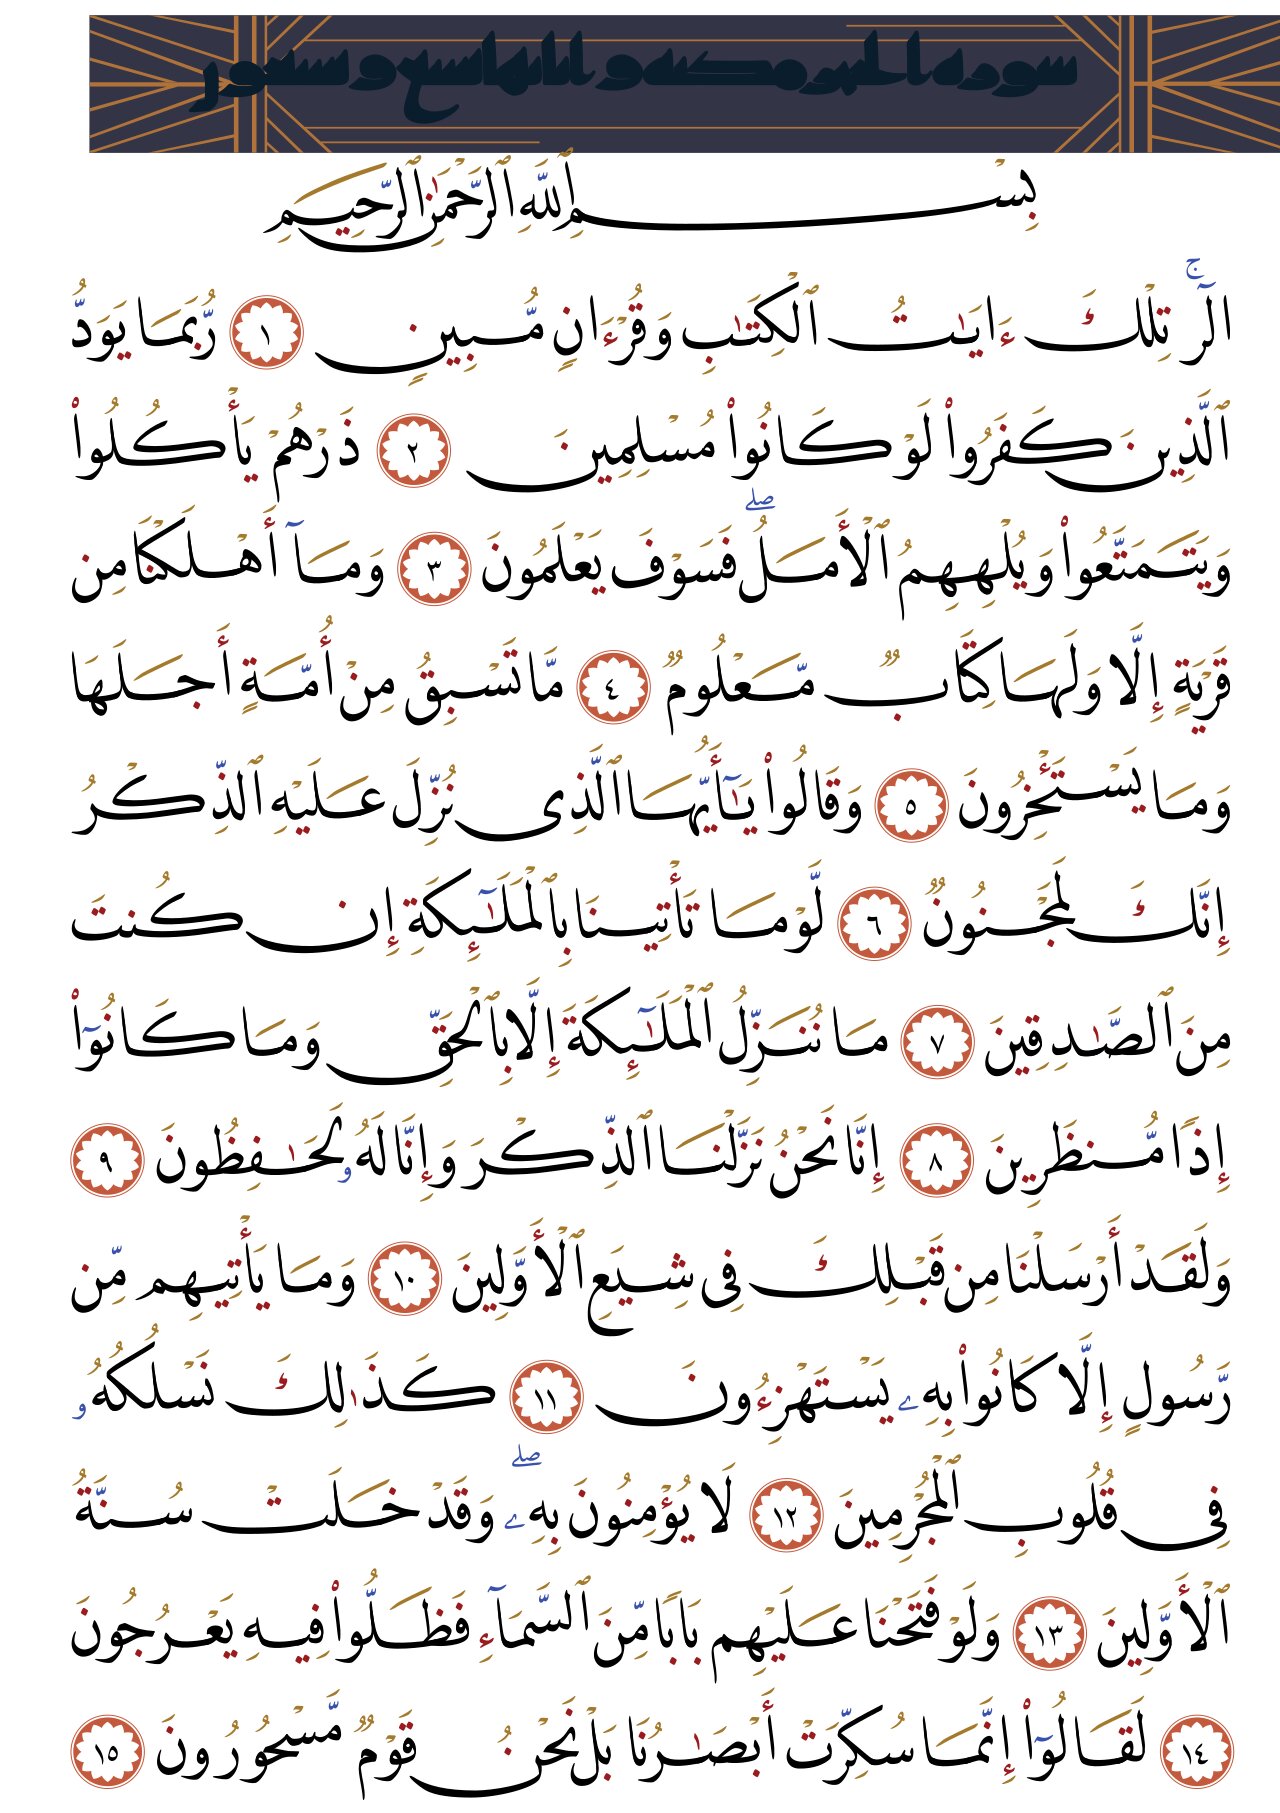 سوره الحجر مكيه و اياتها تسع و تسعون
بِسْمِ ٱللَّهِ ٱلرَّحْمَٰنِ ٱلرَّحِيمِ
الٓرۚ تِلْكَ ءَايَٰتُ ٱلْكِتَٰبِ وَقُرْءَانٍ مُّبِينٍ ١ رُّبَمَا يَوَدُّ
ٱلَّذِينَ كَفَرُوا۟ لَوْ كَانُوا۟ مُسْلِمِينَ ٢ ذَرْهُمْ يَأْكُلُوا۟
وَيَتَمَتَّعُوا۟ وَيُلْهِهِمُ ٱلْأَمَلُۖ فَسَوْفَ يَعْلَمُونَ ٣ وَمَآ أَهْلَكْنَا مِن
قَرْيَةٍ إِلَّا وَلَهَا كِتَابٌ مَّعْلُومٌ ٤ مَّا تَسْبِقُ مِنْ أُمَّةٍ أَجَلَهَا
وَمَا يَسْتَـْٔخِرُونَ ٥ وَقَالُوا۟ يَٰٓأَيُّهَا ٱلَّذِى نُزِّلَ عَلَيْهِ ٱلذِّكْرُ
إِنَّكَ لَمَجْنُونٌ ٦ لَّوْمَا تَأْتِينَا بِٱلْمَلَٰٓئِكَةِ إِن كُنتَ
مِنَ ٱلصَّٰدِقِينَ ٧ مَا نُنَزِّلُ ٱلْمَلَٰٓئِكَةَ إِلَّا بِٱلْحَقِّ وَمَا كَانُوٓا۟
إِذًا مُّنظَرِينَ ٨ إِنَّا نَحْنُ نَزَّلْنَا ٱلذِّكْرَ وَإِنَّا لَهُۥ لَحَٰفِظُونَ ٩
وَلَقَدْ أَرْسَلْنَا مِن قَبْلِكَ فِى شِيَعِ ٱلْأَوَّلِينَ ١٠ وَمَا يَأْتِيهِم مِّن
رَّسُولٍ إِلَّا كَانُوا۟ بِهِۦ يَسْتَهْزِءُونَ ١١ كَذَٰلِكَ نَسْلُكُهُۥ
فِى قُلُوبِ ٱلْمُجْرِمِينَ ١٢ لَا يُؤْمِنُونَ بِهِۦۖ وَقَدْ خَلَتْ سُنَّةُ
ٱلْأَوَّلِينَ ١٣ وَلَوْ فَتَحْنَا عَلَيْهِم بَابًا مِّنَ ٱلسَّمَآءِ فَظَلُّوا۟ فِيهِ يَعْرُجُونَ
١٤ لَقَالُوٓا۟ إِنَّمَا سُكِّرَتْ أَبْصَٰرُنَا بَلْ نَحْنُ قَوْمٌ مَّسْحُورُونَ ١٥